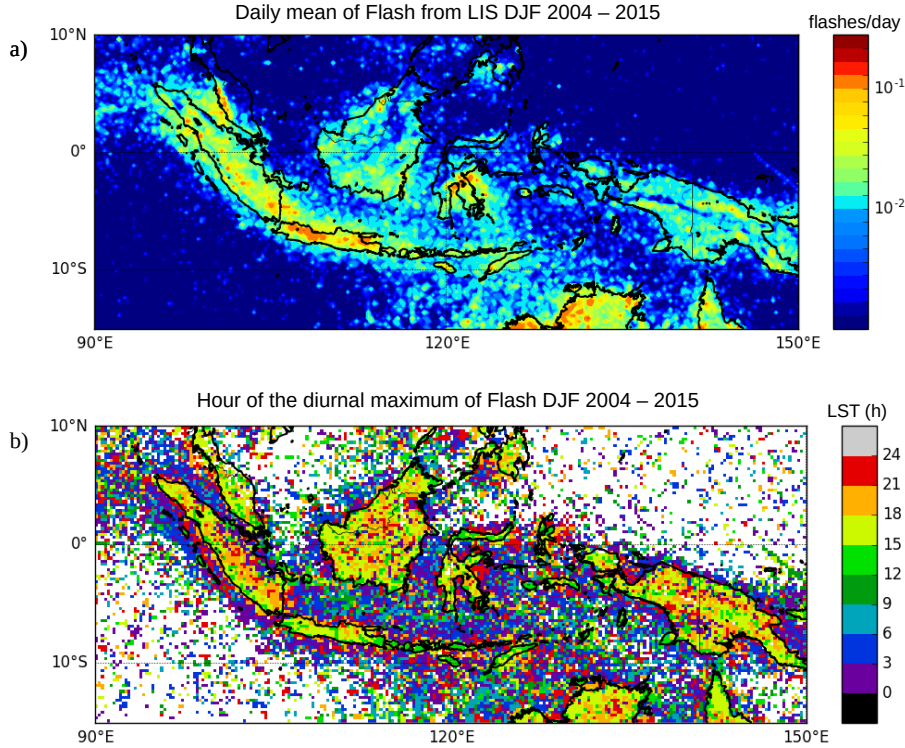 Daily mean of Flash from LIS DJF 2004 – 2015
flashes/day
a)
10°N
0°
10°S
90°E
120°E
150°E
10⁻¹
10⁻²
Hour of the diurnal maximum of Flash DJF 2004 – 2015
LST (h)
b)
10°N
0°
10°S
90°E
120°E
150°E
24
21
18
15
12
9
6
3
0